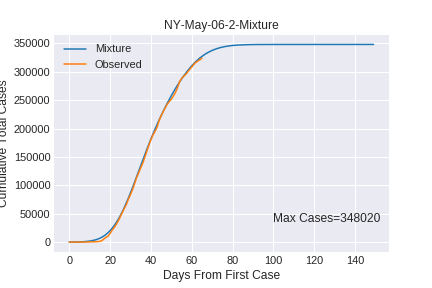 NY-May-06-2-Mixture
Cumulative Total Cases
350000
300000
250000
200000
150000
100000
50000
0
Mixture
Observed
Max Cases=348020
0 20 40 60 80 100 120 140
Days From First Case